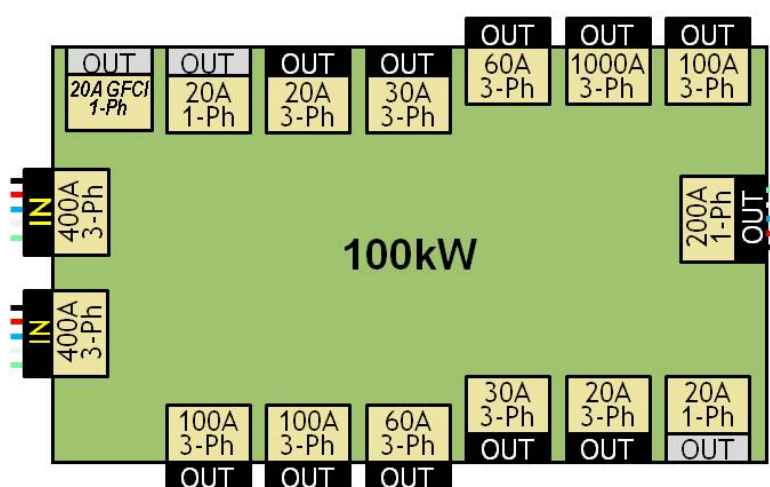 OUT
20A GFCI
1-Ph
OUT
20A
1-Ph
OUT
20A
3-Ph
OUT
30A
3-Ph
OUT
60A
3-Ph
OUT
1000A
3-Ph
OUT
100A
3-Ph
IN
400A
3-Ph
200A
1-Ph
OUT
100kW
IN
400A
3-Ph
100A
3-Ph
OUT
100A
3-Ph
OUT
60A
3-Ph
OUT
30A
3-Ph
OUT
20A
3-Ph
OUT
20A
1-Ph
OUT